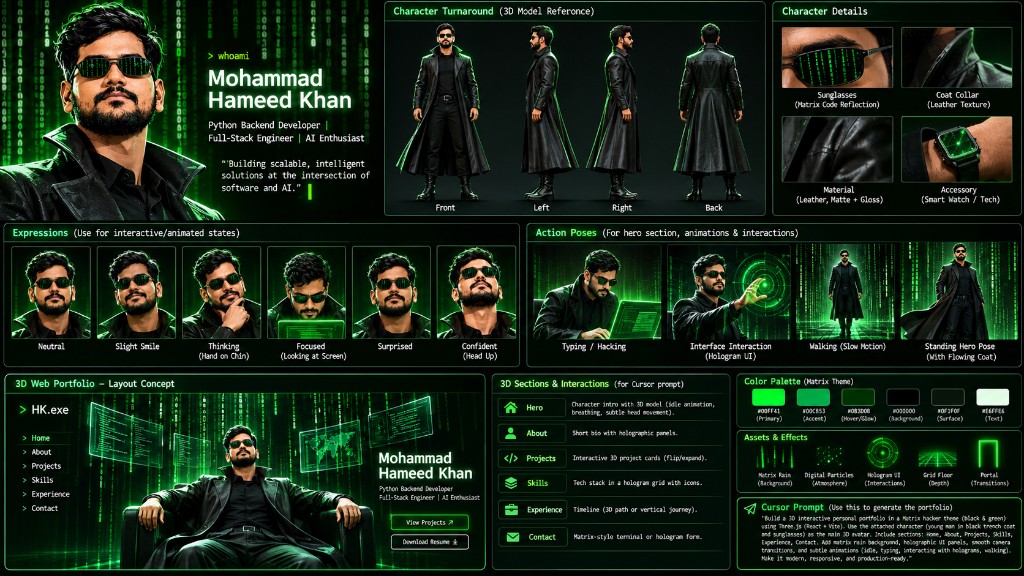 > whoami
Mohammad
Hameed Khan
Python Backend Developer |
Full-Stack Engineer | AI Enthusiast
"Building scalable, intelligent
solutions at the intersection of
software and AI."
Character Turnaround (3D Model Reference)
Front
Left
Right
Back
Character Details
Sunglasses
(Matrix Code Reflection)
Coat Collar
(Leather Texture)
Material
(Leather, Matte + Gloss)
Accessory
(Smart Watch / Tech)
Expressions (Use for interactive/animated states)
Neutral
Slight Smile
Thinking
(Hand on Chin)
Focused
(Looking at Screen)
Surprised
Confident
(Head Up)
Action Poses (For hero section, animations & interactions)
Typing / Hacking
Interface Interaction
(Hologram UI)
Walking (Slow Motion)
Standing Hero Pose
(With Flowing Coat)
3D Web Portfolio – Layout Concept
> HK.exe
> Home
> About
> Projects
> Skills
> Experience
> Contact
Mohammad
Hameed Khan
Python Backend Developer
Full-Stack Engineer | AI Enthusiast
View Projects ↗
Download Resume
3D Sections & Interactions (for Cursor prompt)
Hero
Character intro with 3D model (idle animation,
breathing, subtle head movement).
About
Short bio with holographic panels.
</> Projects
Interactive 3D project cards (flip/expand).
Skills
Tech stack in a hologram grid with icons.
Experience
Timeline (3D path or vertical journey).
Contact
Matrix-style terminal or hologram form.
Color Palette (Matrix Theme)
#00FF41
(Primary)
#00C853
(Accent)
#0B3D0B
(Hover/Glow)
#000000
(Background)
#0F1F0F
(Surface)
#E6FFE6
(Text)
Assets & Effects
Matrix Rain
(Background)
Digital Particles
(Atmosphere)
Hologram UI
(Interactions)
Grid Floor
(Depth)
Portal
(Transitions)
Cursor Prompt (Use this to generate the portfolio)
"Build a 3D interactive personal portfolio in a Matrix hacker theme (black & green)
using Three.js (React + Vite). Use the attached character (young man in black trench coat
and sunglasses) as the main 3D avatar. Include sections: Home, About, Projects, Skills,
Experience, Contact. Add matrix rain background, holographic UI panels, smooth camera
transitions, and subtle animations (idle, typing, interacting with holograms, walking).
Make it modern, responsive, and production-ready."